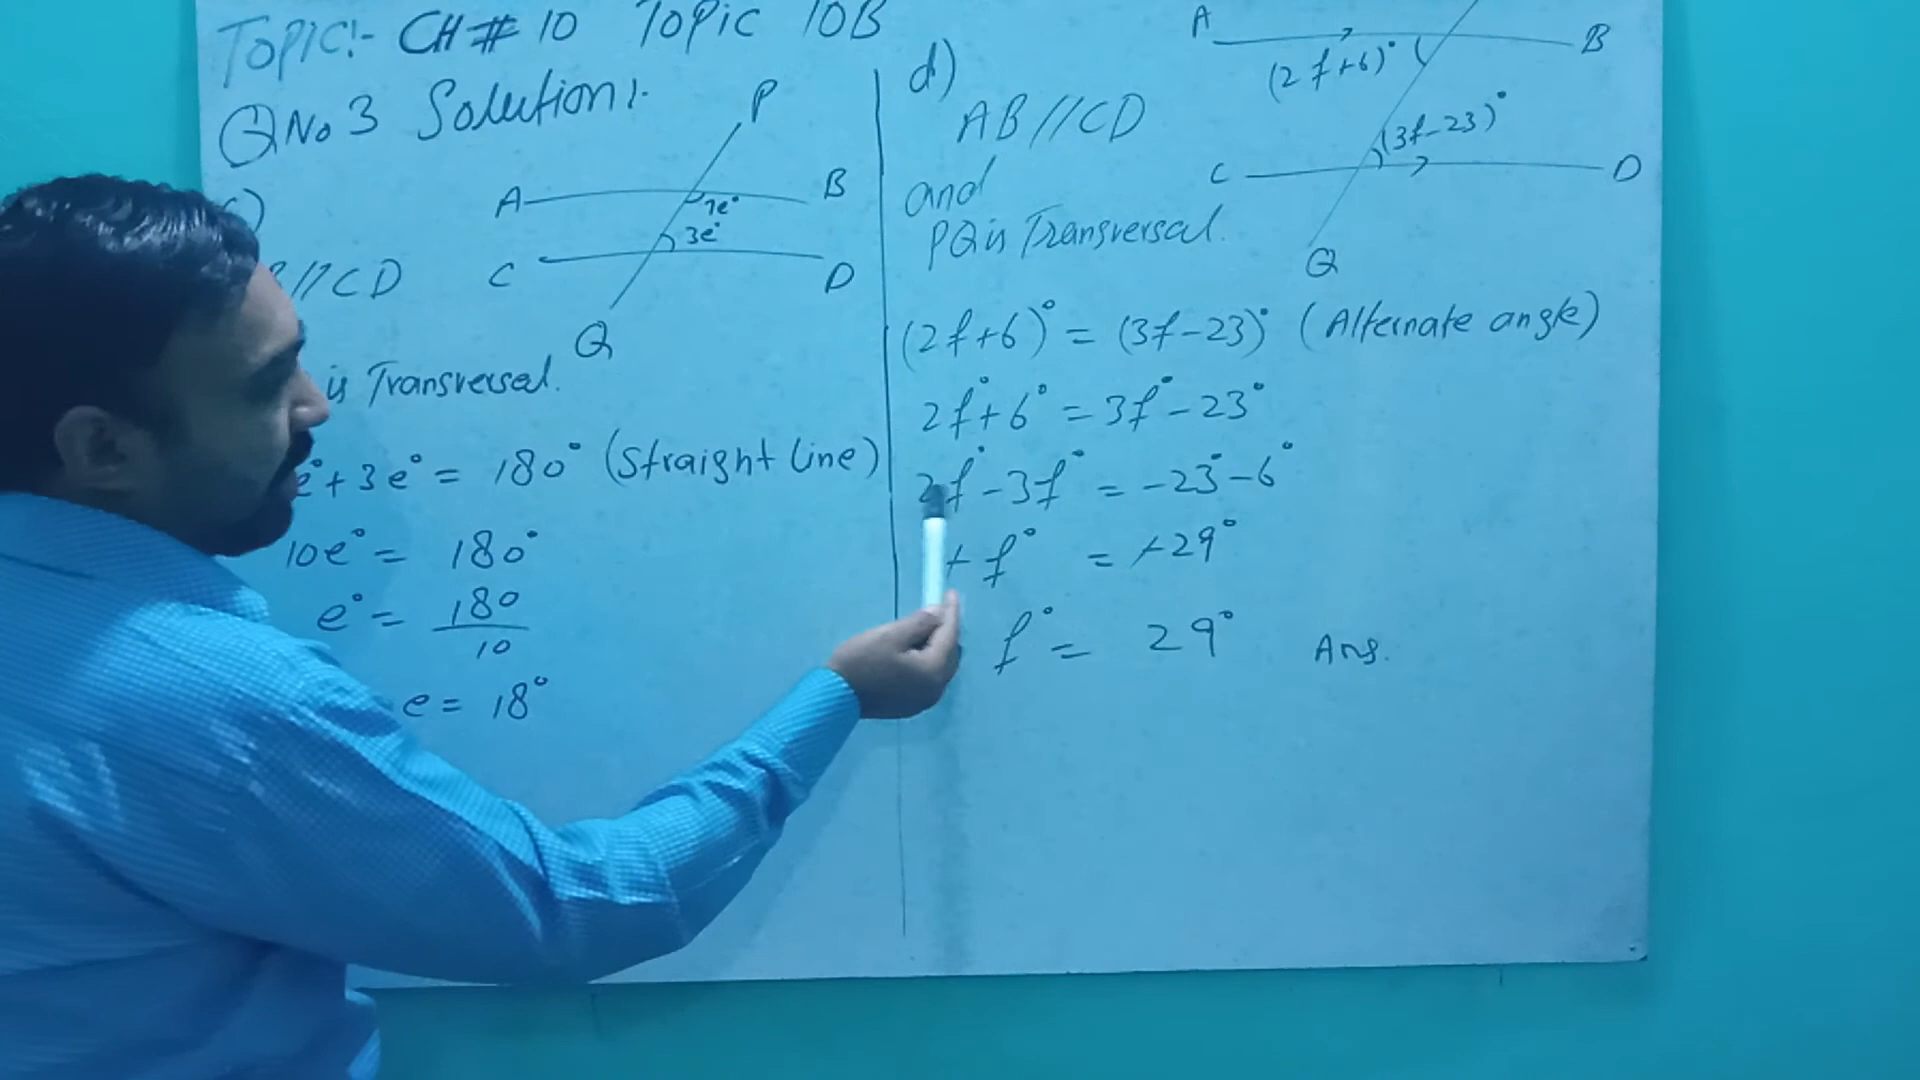 TOPIC:- CH # 10 Topic 10B
Q No 3 Solution:-
P
A B
7e°
3e°
C D
Q
//CD
is Transversal.
e° + 3e° = 180° (Straight line)
10e° = 180°
e° = 180/10
e = 18°
d)
A B
(2f+6)°
(3f-23)°
C D
Q
AB//CD
and
PQ is Transversal.
(2f+6)° = (3f-23)° (Alternate angle)
2f°+6° = 3f°-23°
2f°-3f° = -23°-6°
f° = -29°
f° = 29° Ans.